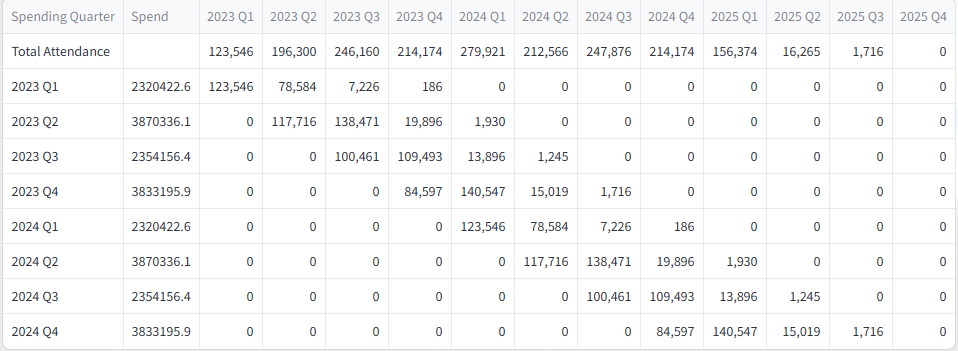 Spending Quarter Spend 2023 Q1 2023 Q2 2023 Q3 2023 Q4 2024 Q1 2024 Q2 2024 Q3 2024 Q4 2025 Q1 2025 Q2 2025 Q3 2025 Q4
Total Attendance 123,546 196,300 246,160 214,174 279,921 212,566 247,876 214,174 156,374 16,265 1,716 0
2023 Q1 2320422.6 123,546 78,584 7,226 186 0 0 0 0 0 0 0 0
2023 Q2 3870336.1 0 117,716 138,471 19,896 1,930 0 0 0 0 0 0 0
2023 Q3 2354156.4 0 0 100,461 109,493 13,896 1,245 0 0 0 0 0 0
2023 Q4 3833195.9 0 0 0 84,597 140,547 15,019 1,716 0 0 0 0 0
2024 Q1 2320422.6 0 0 0 0 123,546 78,584 7,226 186 0 0 0 0
2024 Q2 3870336.1 0 0 0 0 0 117,716 138,471 19,896 1,930 0 0 0
2024 Q3 2354156.4 0 0 0 0 0 0 100,461 109,493 13,896 1,245 0 0
2024 Q4 3833195.9 0 0 0 0 0 0 0 84,597 140,547 15,019 1,716 0